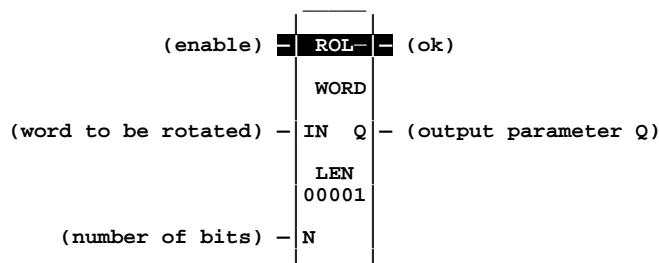 (enable) ROL (ok)
WORD
(word to be rotated) IN Q (output parameter Q)
LEN
00001
(number of bits) N